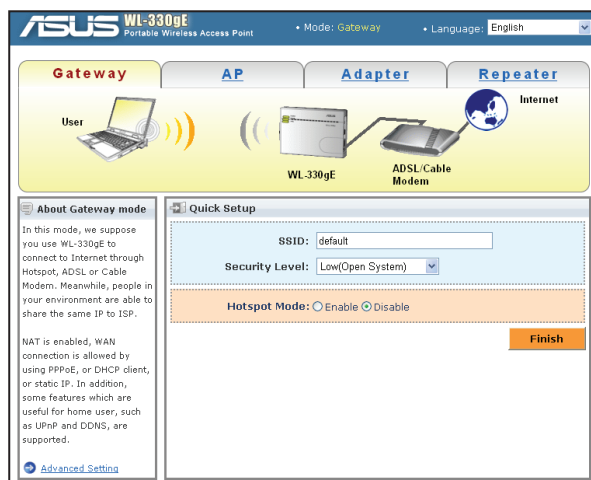 ASUS WL-330gE
Portable Wireless Access Point
• Mode: Gateway
• Language: English
Gateway
AP
Adapter
Repeater
User
WL-330gE
ADSL/Cable
Modem
Internet
About Gateway mode
In this mode, we suppose
you use WL-330gE to
connect to Internet through
Hotspot, ADSL or Cable
Modem. Meanwhile, people in
your environment are able to
share the same IP to ISP.
NAT is enabled, WAN
connection is allowed by
using PPPoE, or DHCP client,
or static IP. In addition,
some features which are
useful for home user, such
as UPnP and DDNS, are
supported.
Advanced Setting
Quick Setup
SSID: default
Security Level: Low(Open System)
Hotspot Mode: Enable Disable
Finish